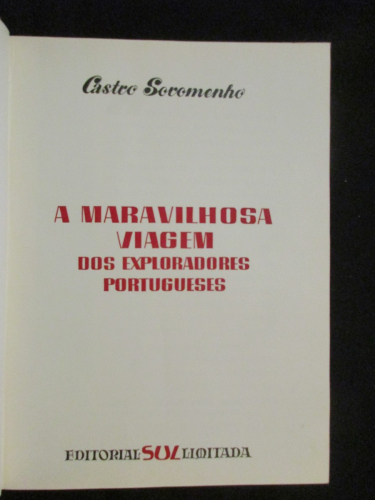 Castro Soromenho
A MARAVILHOSA
VIAGEM
DOS EXPLORADORES
PORTUGUESES
EDITORIAL SUL LIMITADA